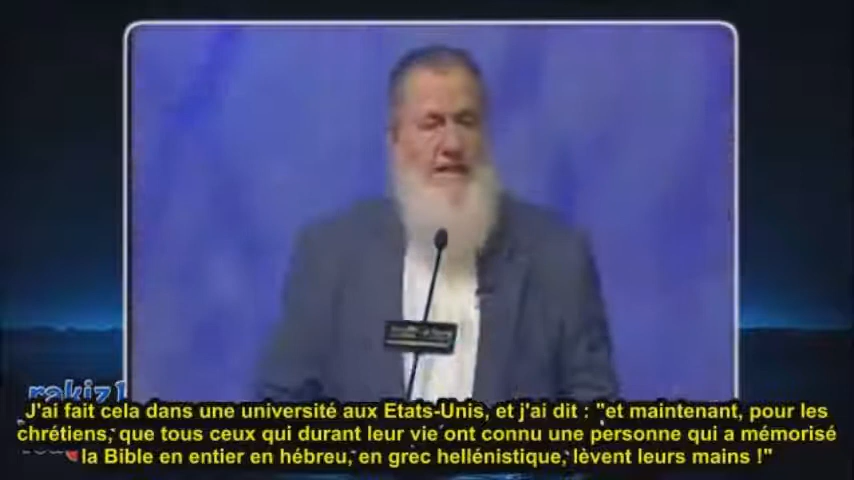 rakiz1
J'ai fait cela dans une université aux Etats-Unis, et j'ai dit : "et maintenant, pour les
chrétiens, que tous ceux qui durant leur vie ont connu une personne qui a mémorisé
la Bible en entier en hébreu, en grec hellénistique, lèvent leurs mains !"